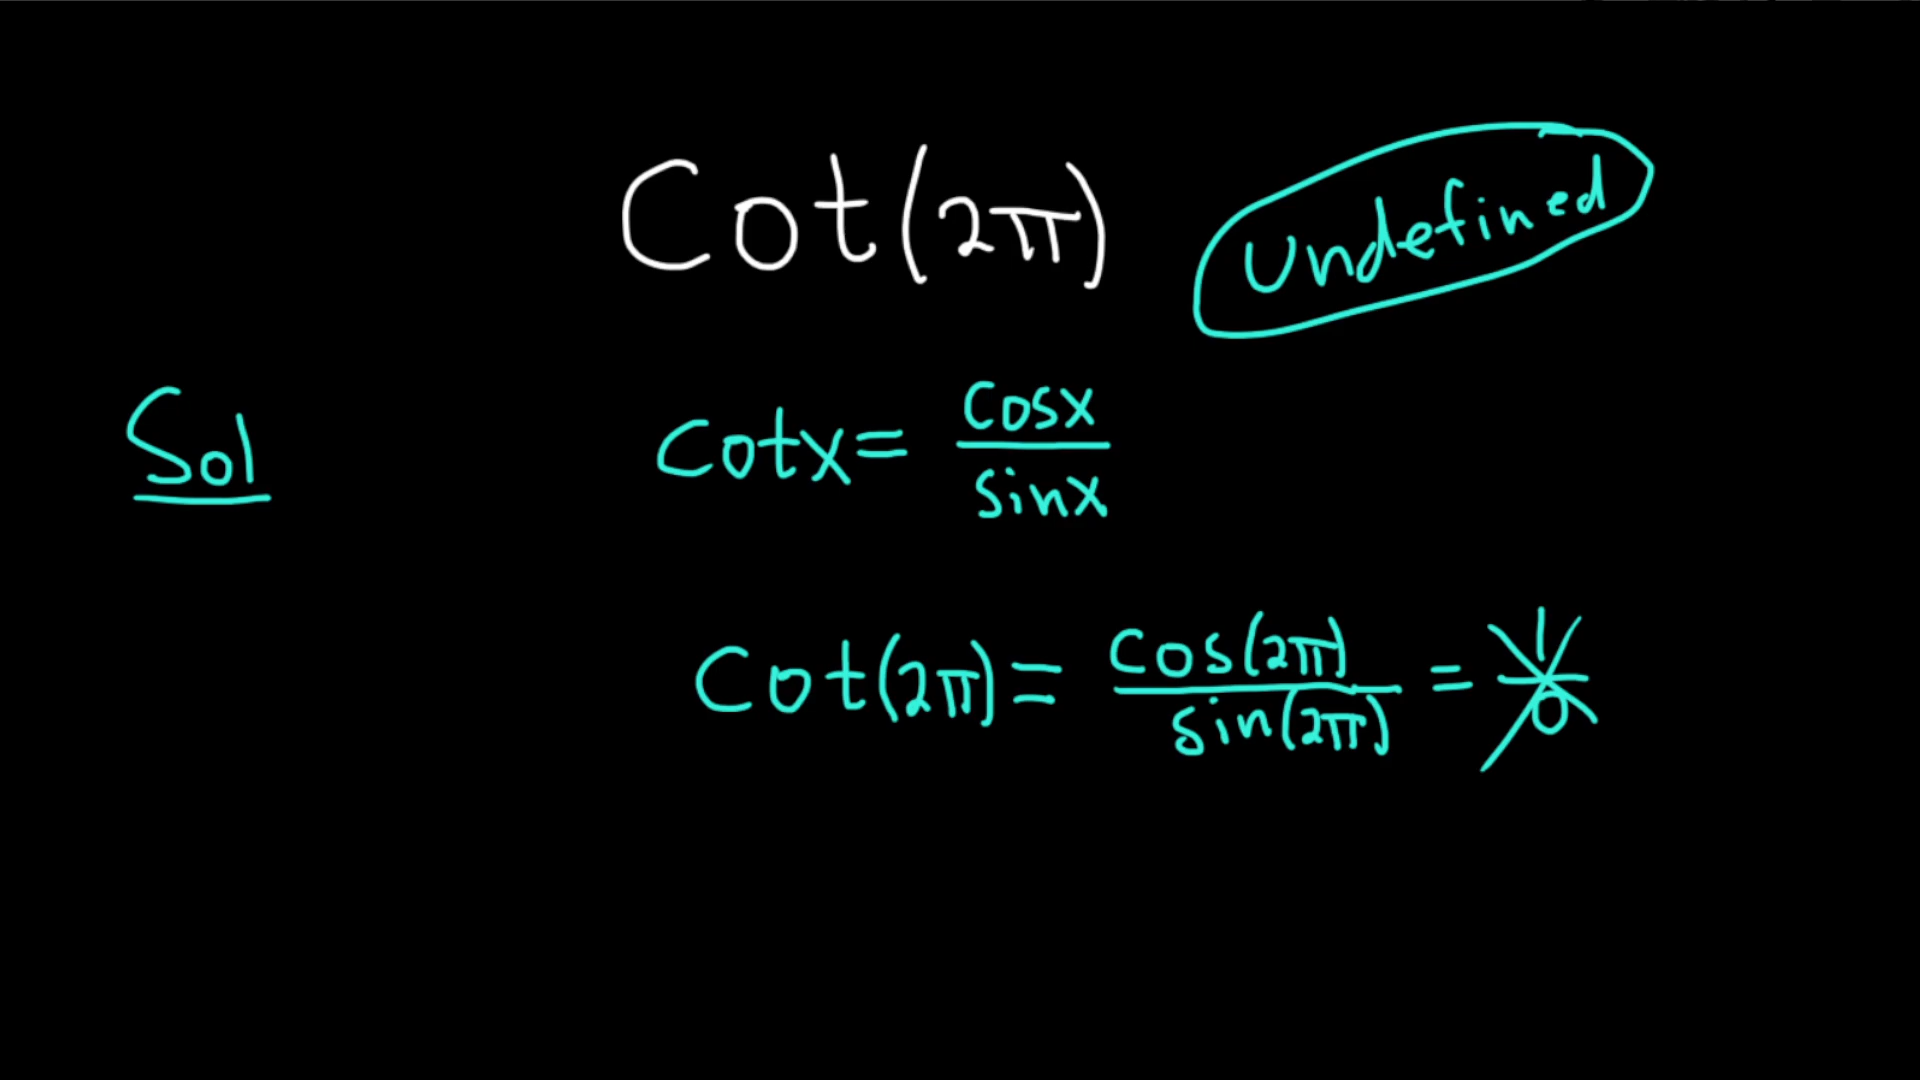 Cot(2π) Undefined
Sol cotx = cosx/sinx
Cot(2π) = cos(2π)/sin(2π) = 1/0